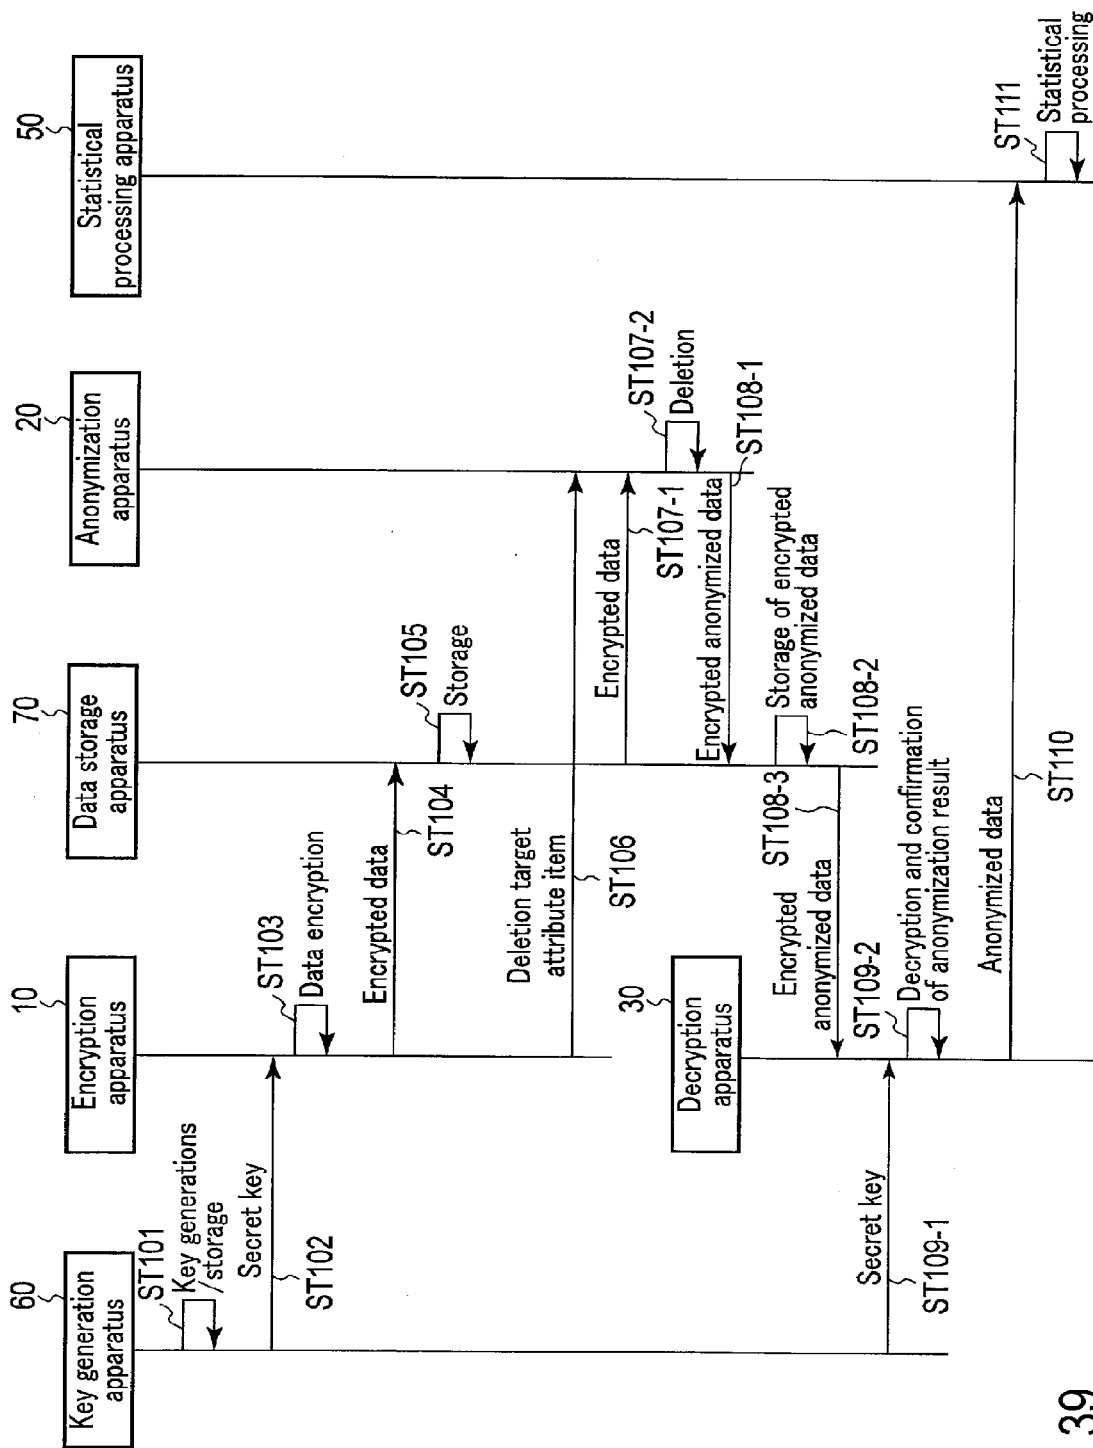 60
Key generation
apparatus
10
Encryption
apparatus
70
Data storage
apparatus
20
Anonymization
apparatus
50
Statistical
processing apparatus
ST101
Key generations
/storage
Secret key
ST102
ST103
Data encryption
Encrypted data
ST104
ST105
Storage
Deletion target
attribute item
ST106
Encrypted data
ST107-1
ST107-2
Deletion
Encrypted anonymized data
ST108-1
30
Decryption
apparatus
Storage of encrypted
anonymized data
ST108-2
ST108-3
Encrypted
anonymized data
Secret key
ST109-1
ST109-2
Decryption and confirmation
of anonymization result
Anonymized data
ST110
ST111
Statistical
processing
39